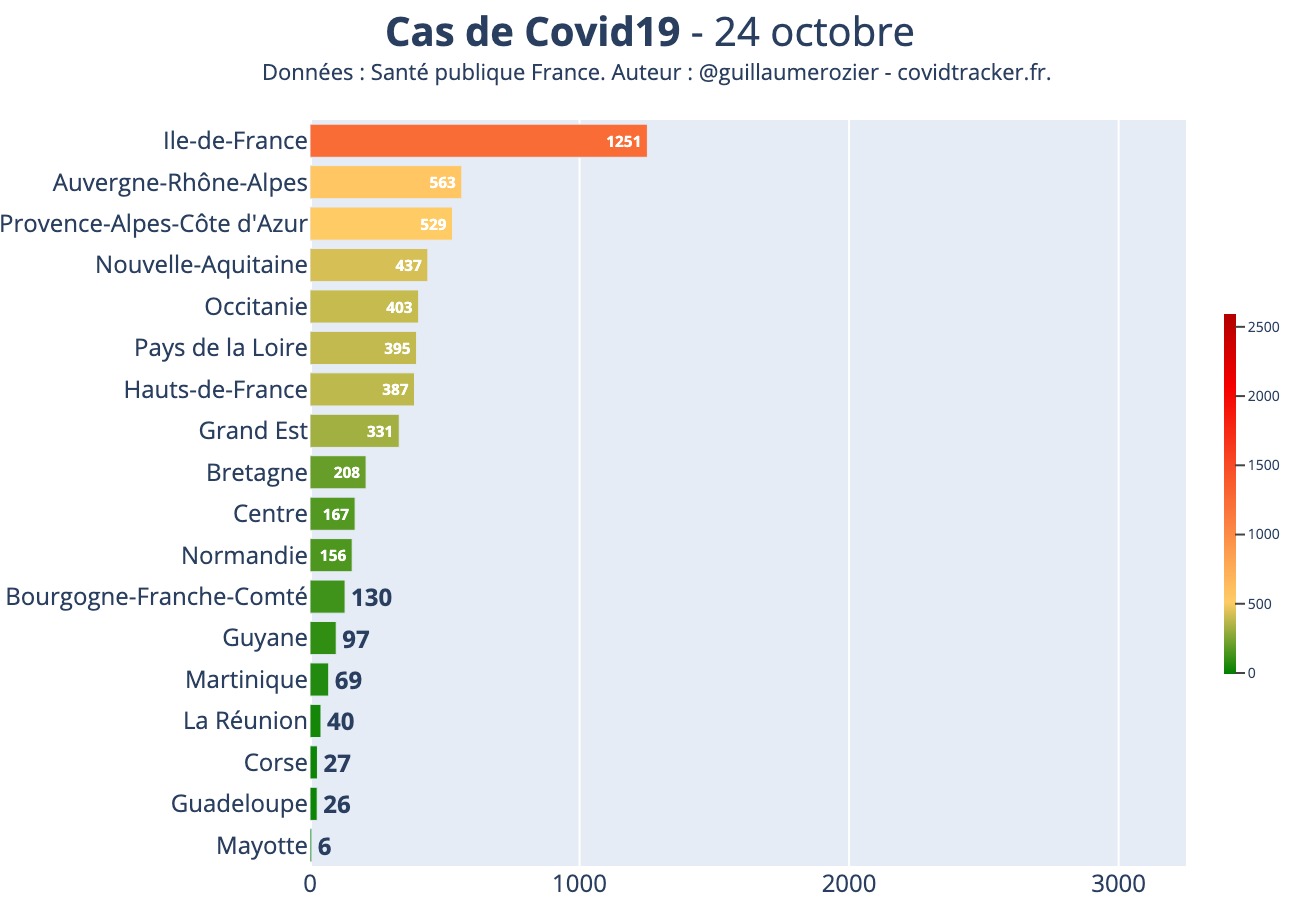 Cas de Covid19 - 24 octobre
Données : Santé publique France. Auteur : @guillaumerozier - covidtracker.fr.
Ile-de-France 1251
Auvergne-Rhône-Alpes 563
Provence-Alpes-Côte d'Azur 529
Nouvelle-Aquitaine 437
Occitanie 403
Pays de la Loire 395
Hauts-de-France 387
Grand Est 331
Bretagne 208
Centre 167
Normandie 156
Bourgogne-Franche-Comté 130
Guyane 97
Martinique 69
La Réunion 40
Corse 27
Guadeloupe 26
Mayotte 6
0 1000 2000 3000
2500
2000
1500
1000
500
0